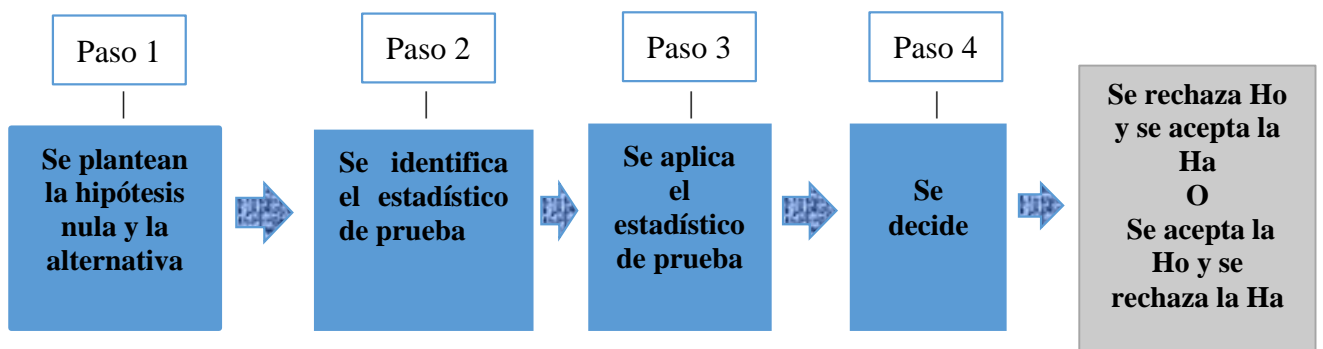 Paso 1
Se plantean
la hipótesis
nula y la
alternativa
Paso 2
Se identifica
el estadístico
de prueba
Paso 3
Se aplica
el
estadístico
de prueba
Paso 4
Se
decide
Se rechaza Ho
y se acepta la
Ha
O
Se acepta la
Ho y se
rechaza la Ha